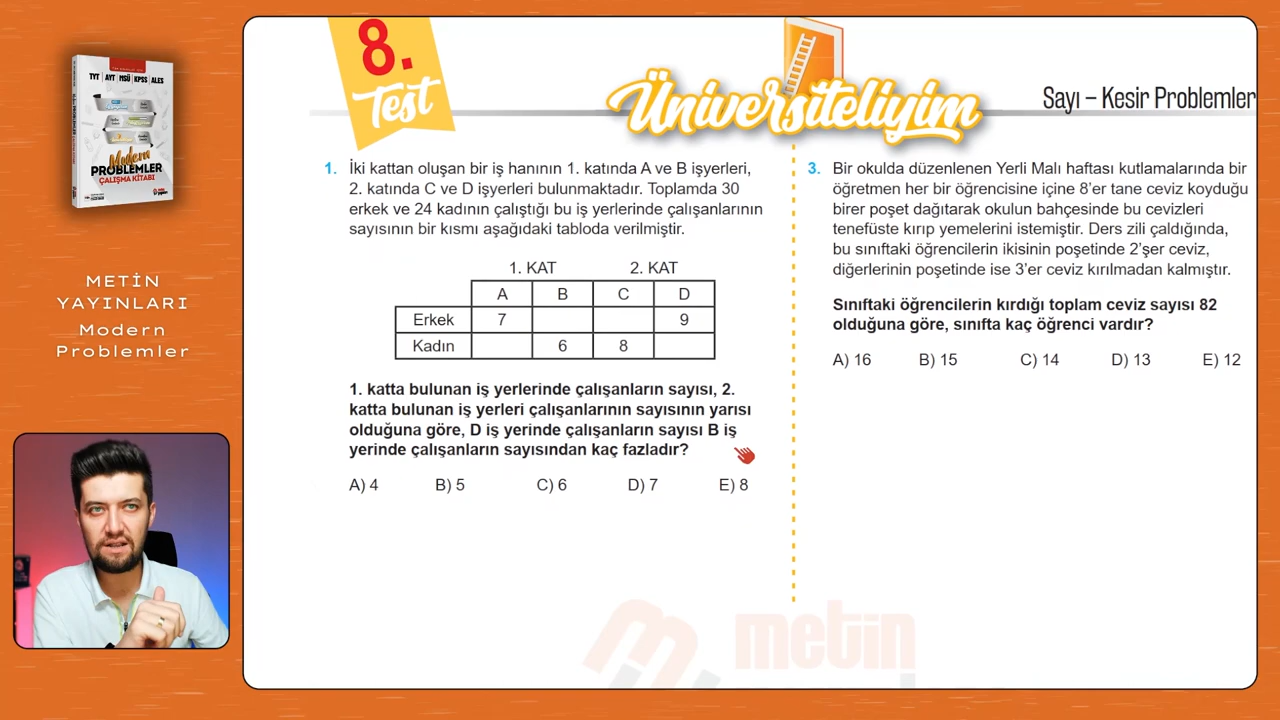 TYT | AYT | MSÜ | KPSS | ALES
Modern
PROBLEMLER
ÇALIŞMA KİTABI
METİN
YAYINLARI
Modern
Problemler
8.
Test
Üniversiteliyim
Sayı – Kesir Problemler
1. İki kattan oluşan bir iş hanının 1. katında A ve B işyerleri,
2. katında C ve D işyerleri bulunmaktadır. Toplamda 30
erkek ve 24 kadının çalıştığı bu iş yerlerinde çalışanlarının
sayısının bir kısmı aşağıdaki tabloda verilmiştir.
1. KAT 2. KAT
A B C D
Erkek 7 9
Kadın 6 8
1. katta bulunan iş yerlerinde çalışanların sayısı, 2.
katta bulunan iş yerleri çalışanlarının sayısının yarısı
olduğuna göre, D iş yerinde çalışanların sayısı B iş
yerinde çalışanların sayısından kaç fazladır?
A) 4 B) 5 C) 6 D) 7 E) 8
3. Bir okulda düzenlenen Yerli Malı haftası kutlamalarında bir
öğretmen her bir öğrencisine içine 8'er tane ceviz koyduğu
birer poşet dağıtarak okulun bahçesinde bu cevizleri
tenefüste kırıp yemelerini istemiştir. Ders zili çaldığında,
bu sınıftaki öğrencilerin ikisinin poşetinde 2'şer ceviz,
diğerlerinin poşetinde ise 3'er ceviz kırılmadan kalmıştır.
Sınıftaki öğrencilerin kırdığı toplam ceviz sayısı 82
olduğuna göre, sınıfta kaç öğrenci vardır?
A) 16 B) 15 C) 14 D) 13 E) 12
metin